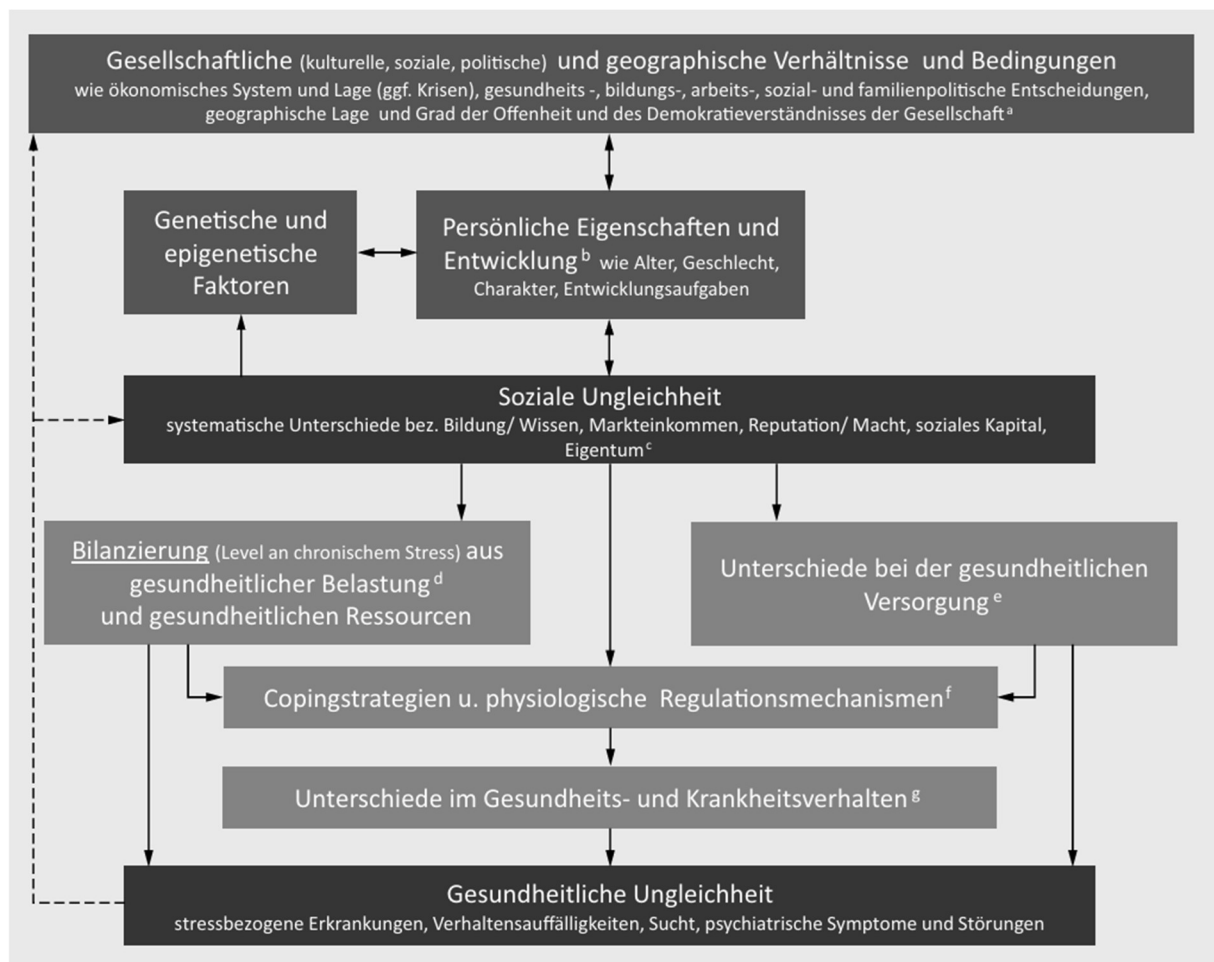 Gesellschaftliche (kulturelle, soziale, politische) und geographische Verhältnisse und Bedingungen
wie ökonomisches System und Lage (ggf. Krisen), gesundheits -, bildungs-, arbeits-, sozial- und familienpolitische Entscheidungen,
geographische Lage und Grad der Offenheit und des Demokratieverständnisses der Gesellschaft a
Genetische und
epigenetische
Faktoren
Persönliche Eigenschaften und
Entwicklung b wie Alter, Geschlecht,
Charakter, Entwicklungsaufgaben
Soziale Ungleichheit
systematische Unterschiede bez. Bildung/ Wissen, Markteinkommen, Reputation/ Macht, soziales Kapital,
Eigentum c
Bilanzierung (Level an chronischem Stress) aus
gesundheitlicher Belastung d
und gesundheitlichen Ressourcen
Unterschiede bei der gesundheitlichen
Versorgung e
Copingstrategien u. physiologische Regulationsmechanismen f
Unterschiede im Gesundheits- und Krankheitsverhalten g
Gesundheitliche Ungleichheit
stressbezogene Erkrankungen, Verhaltensauffälligkeiten, Sucht, psychiatrische Symptome und Störungen